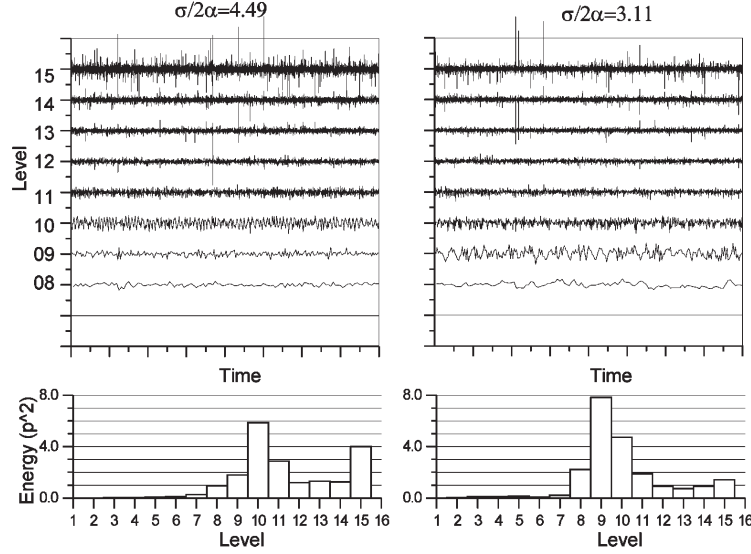 σ/2α=4.49
σ/2α=3.11
Level
15
14
13
12
11
10
09
08
Time
Time
Energy (p^2)
8.0
4.0
0.0
8.0
4.0
0.0
1 2 3 4 5 6 7 8 9 10 11 12 13 14 15 16
1 2 3 4 5 6 7 8 9 10 11 12 13 14 15 16
Level
Level